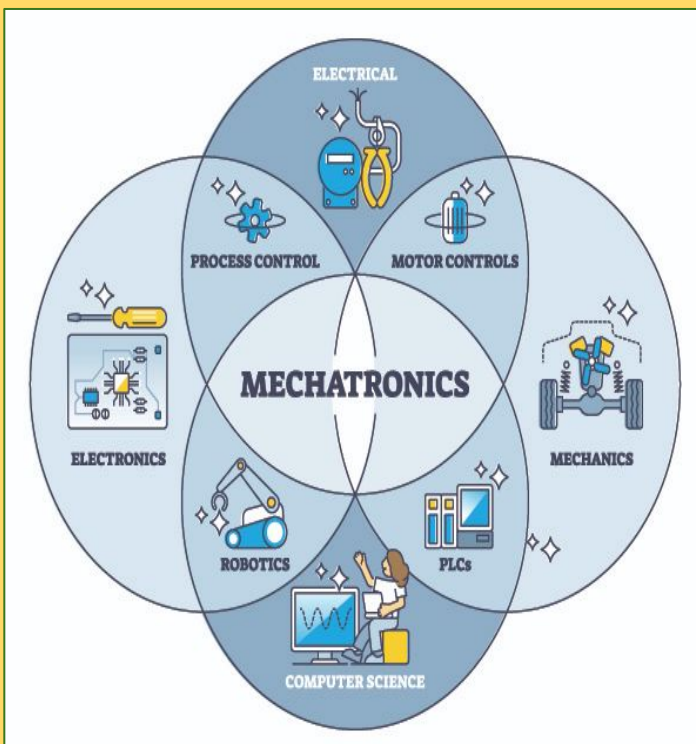 ELECTRICAL
PROCESS CONTROL
MOTOR CONTROLS
MECHATRONICS
ELECTRONICS
MECHANICS
ROBOTICS
PLCs
COMPUTER SCIENCE